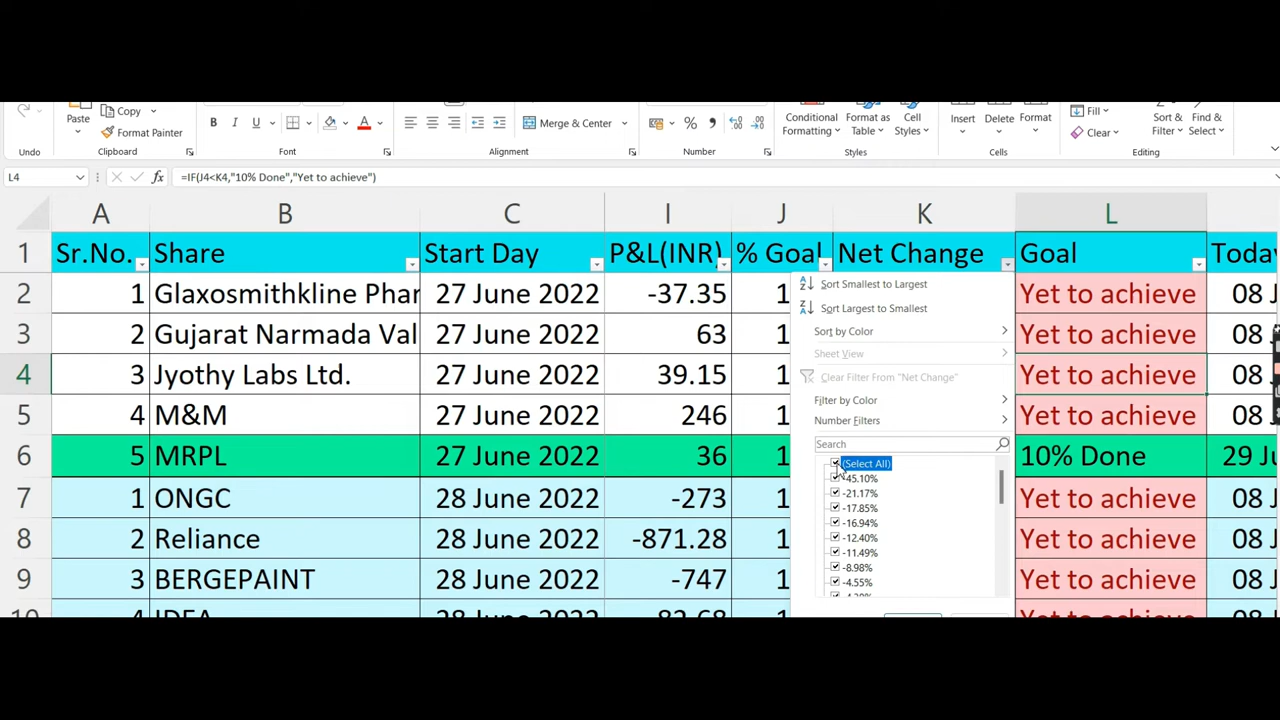 Copy
Paste
Format Painter
B I U A
Merge & Center
%
Conditional Formatting
Format as Table
Cell Styles
Insert
Delete
Format
Fill
Clear
Sort & Filter
Find & Select
Undo
Clipboard
Font
Alignment
Number
Styles
Cells
Editing
L4
fx
=IF(J4<K4,"10% Done","Yet to achieve")
A B C I J K L
1 Sr.No. Share Start Day P&L(INR) % Goal Net Change Goal
2 1 Glaxosmithkline 27 June 2022 -37.35 Yet to achieve 08
3 2 Gujarat Narmada Val 27 June 2022 63 Yet to achieve 08
4 3 Jyothy Labs Ltd. 27 June 2022 39.15 Yet to achieve 08
5 4 M&M 27 June 2022 246 Yet to achieve 08
6 5 MRPL 27 June 2022 36 10% Done 29
7 1 ONGC 28 June 2022 -273 Yet to achieve 08
8 2 Reliance 28 June 2022 -871.28 Yet to achieve 08
9 3 BERGEPAINT 28 June 2022 -747 Yet to achieve 08
Sort Smallest to Largest
Sort Largest to Smallest
Sort by Color
Sheet View
Clear Filter From "Net Change"
Filter by Color
Number Filters
Search
(Select All)
-45.10%
-21.17%
-17.85%
-16.94%
-12.40%
-11.49%
-8.98%
-4.55%